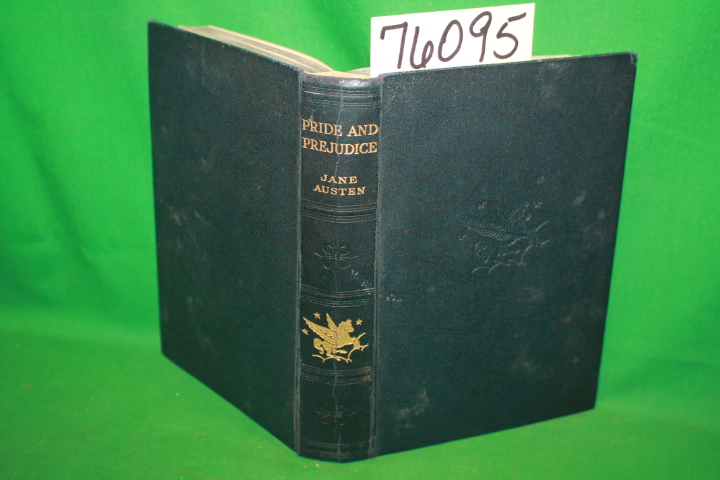 76095
PRIDE AND
PREJUDICE
JANE
AUSTEN